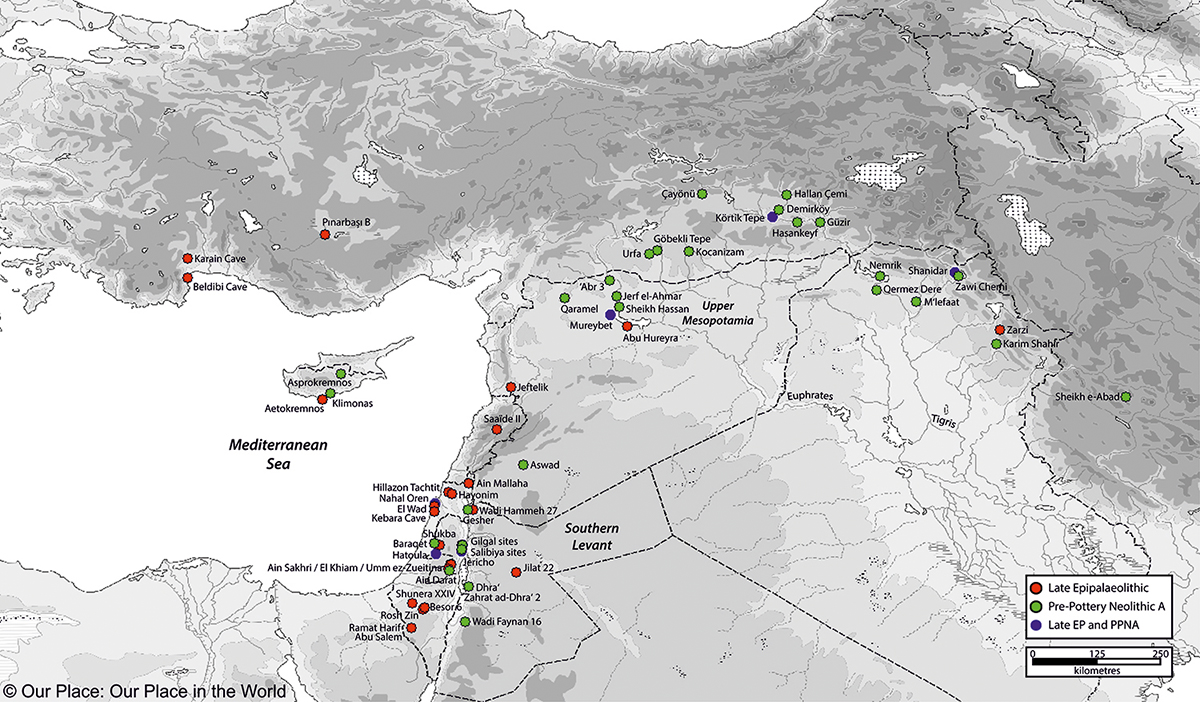 Çayönü
Hallan Çemi
Demirköy
Körtik Tepe
Hasankeyf
Güzir
Pınarbaşı B
Göbekli Tepe
Urfa
Kocanizam
Karain Cave
Beldibi Cave
Nemrik
Shanidar
Zawi Chemi
Qermez Dere
M'lefaat
'Abr 3
Jerf el-Ahmar
Qaramel
Sheikh Hassan
Mureybet
Abu Hureyra
Upper
Mesopotamia
Zarzi
Karim Shahir
Asprokremnos
Klimonas
Aetokremnos
Jeftelik
Euphrates
Sheikh e-Abad
Tigris
Saaïde II
Mediterranean
Sea
Aswad
Ain Mallaha
Hillazon Tachtit
Hayonim
Nahal Oren
El Wad
Kebara Cave
Wadi Hammeh 27
Gesher
Southern
Levant
Shukba
Baraqet
Hatoula
Gilgal sites
Salibiya sites
Jericho
Ain Sakhri / El Khiam / Umm ez-Zueitina
Jilat 22
Ain Darat
Dhra'
Zahrat ad-Dhra' 2
Shunera XXIV
Besor 6
Rosh Zin
Wadi Faynan 16
Ramat Harif
Abu Salem
Late Epipalaeolithic
Pre-Pottery Neolithic A
Late EP and PPNA
0 125 250
kilometres
© Our Place: Our Place in the World